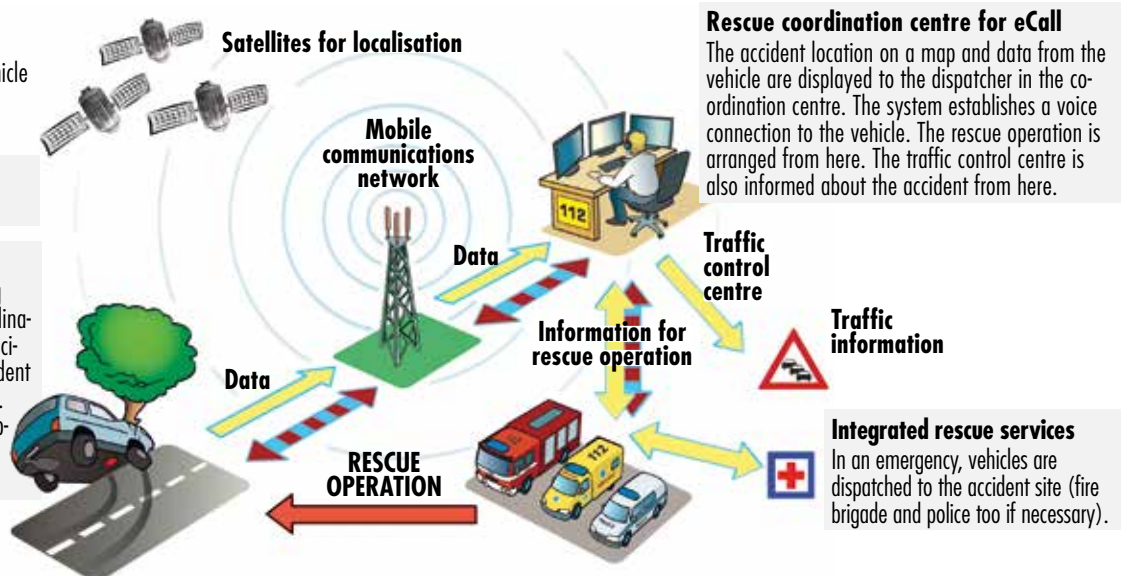 hicle
Satellites for localisation
Mobile
communications
network
Rescue coordination centre for eCall
The accident location on a map and data from the
vehicle are displayed to the dispatcher in the co-
ordination centre. The system establishes a voice
connection to the vehicle. The rescue operation is
arranged from here. The traffic control centre is
also informed about the accident from here.
112
dina-
ci-
dent
Data
Data
Traffic
control
centre
Information for
rescue operation
Traffic
information
RESCUE
OPERATION
112
Integrated rescue services
In an emergency, vehicles are
dispatched to the accident site (fire
brigade and police too if necessary).